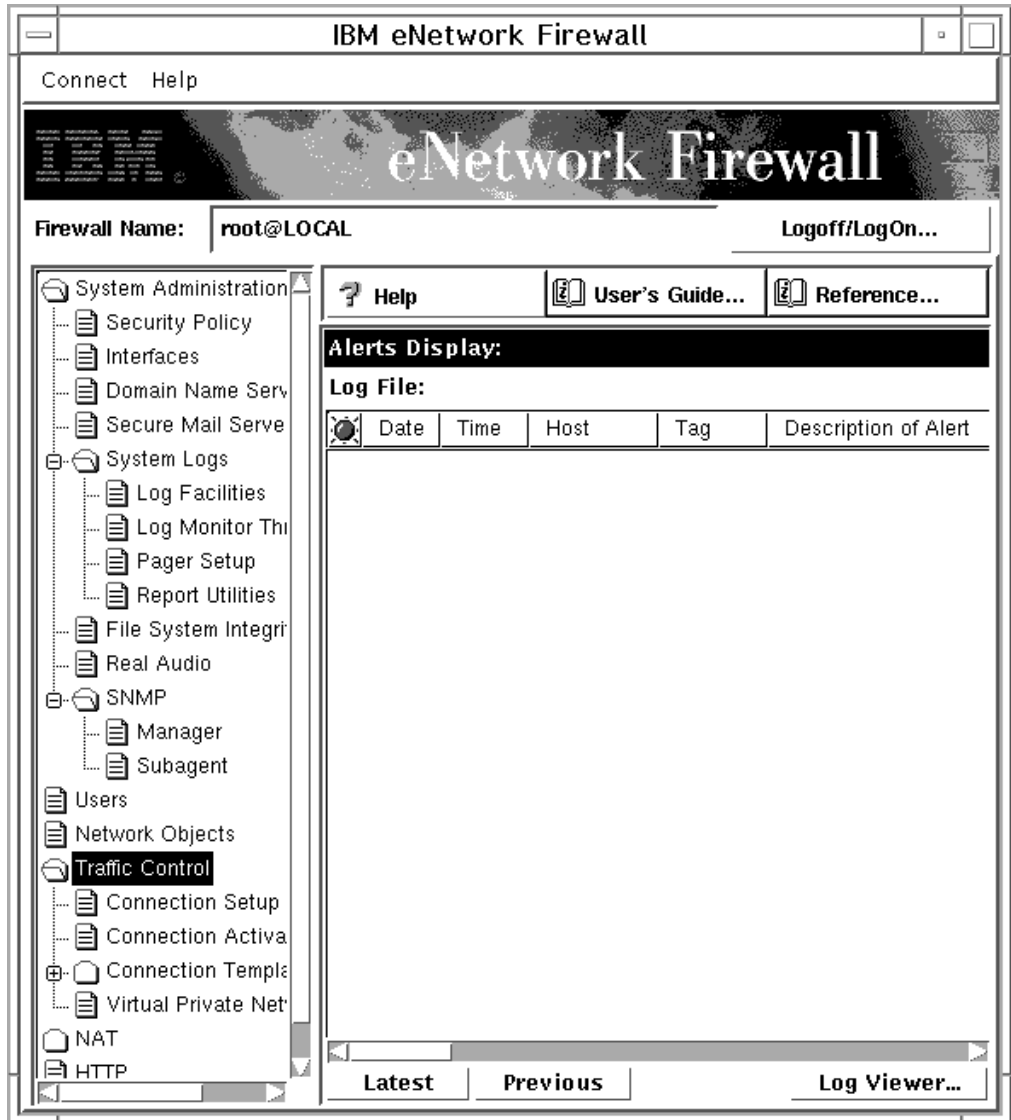 IBM eNetwork Firewall
Connect Help
IBM eNetwork Firewall
Firewall Name: root@LOCAL Logoff/LogOn...
System Administration
Security Policy
Interfaces
Domain Name Serv
Secure Mail Serve
System Logs
Log Facilities
Log Monitor Thr
Pager Setup
Report Utilities
File System Integri
Real Audio
SNMP
Manager
Subagent
Users
Network Objects
Traffic Control
Connection Setup
Connection Activa
Connection Templa
Virtual Private Net
NAT
HTTP
Help User's Guide... Reference...
Alerts Display:
Log File:
Date Time Host Tag Description of Alert
Latest Previous Log Viewer...